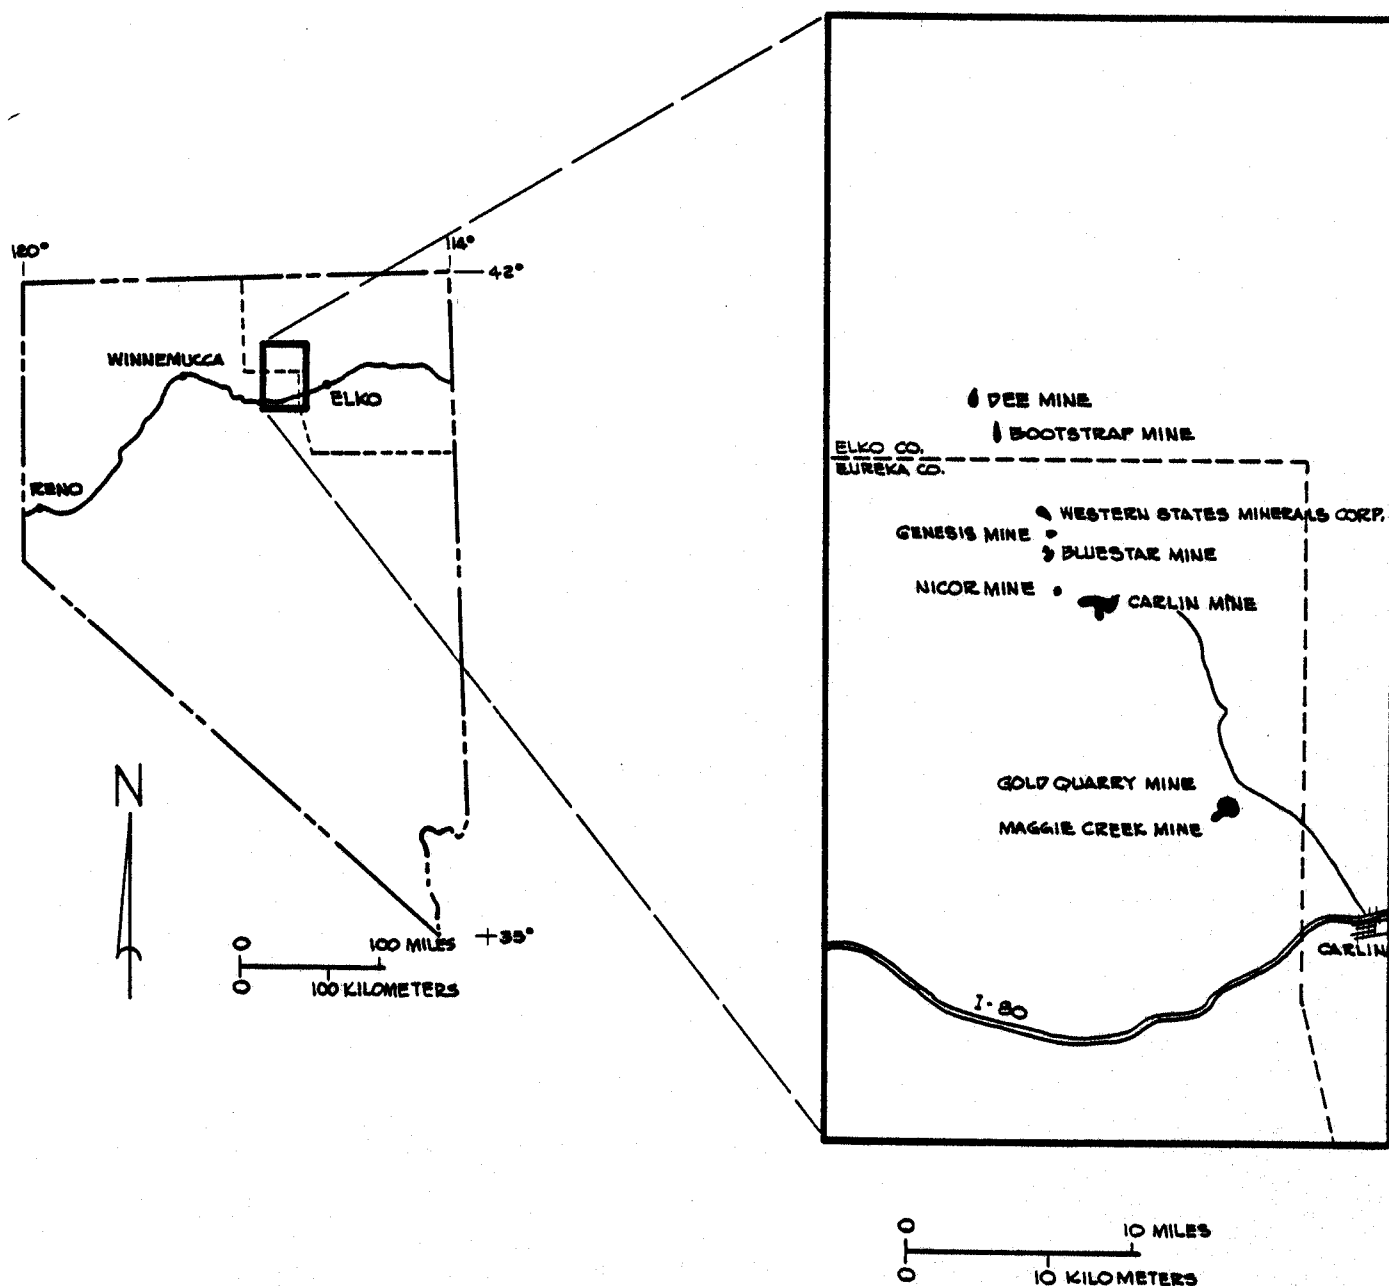 120°
114°
42°
WINNEMUCCA
ELKO
RENO
N
0 100 MILES
0 100 KILOMETERS
+35°
DEE MINE
BOOTSTRAP MINE
ELKO CO.
EUREKA CO.
WESTERN STATES MINERALS CORP.
GENESIS MINE
BLUESTAR MINE
NICOR MINE
CARLIN MINE
GOLD QUARRY MINE
MAGGIE CREEK MINE
CARLIN
I-80
0 10 MILES
0 10 KILOMETERS